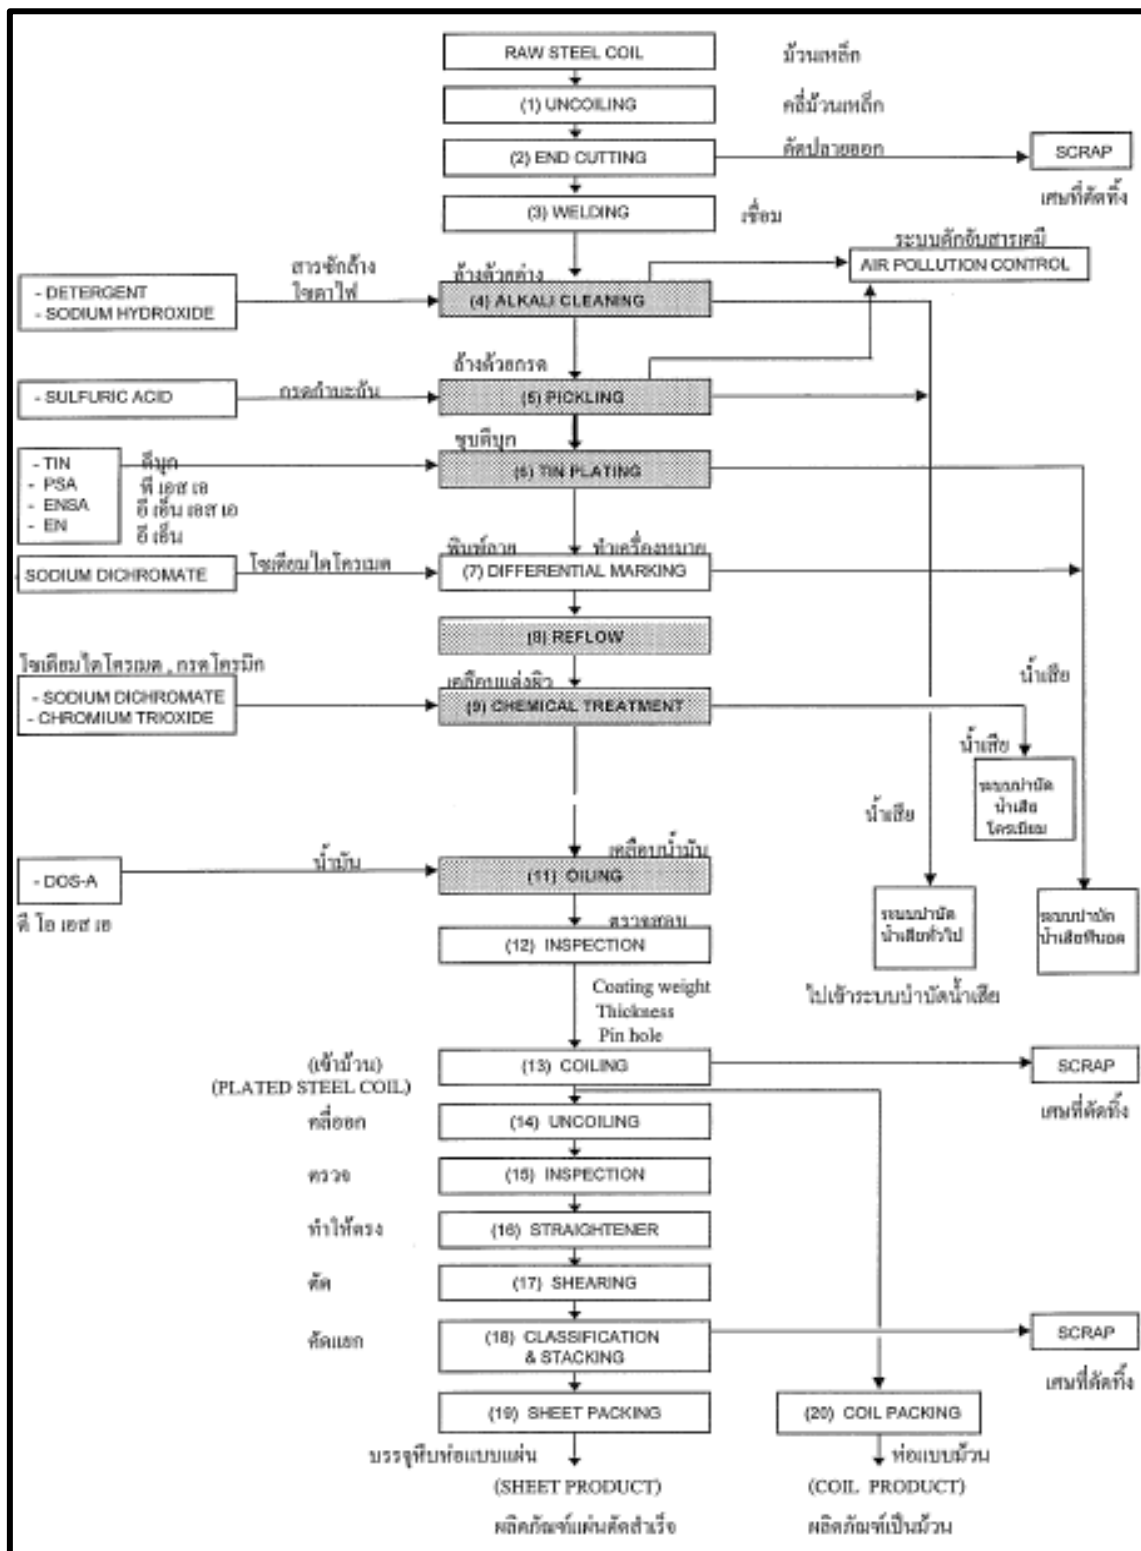 RAW STEEL COIL
ม้วนเหล็ก
(1) UNCOILING
คลี่ม้วนเหล็ก
(2) END CUTTING
ตัดปลายออก
SCRAP
เศษที่ตัดทิ้ง
(3) WELDING
เชื่อม
ระบบดักจับสารเคมี
AIR POLLUTION CONTROL
สารซักล้าง
โซดาไฟ
ล้างด้วยด่าง
- DETERGENT
- SODIUM HYDROXIDE
(4) ALKALI CLEANING
ล้างด้วยกรด
- SULFURIC ACID
กรดกำมะถัน
(5) PICKLING
ชุบดีบุก
- TIN
- PSA
- ENSA
- EN
ดีบุก
พี เอส เอ
อี เอ็น เอส เอ
อี เอ็น
(6) TIN PLATING
พิมพ์ลาย
ทำเครื่องหมาย
SODIUM DICHROMATE
โซเดียมไดโครเมต
(7) DIFFERENTIAL MARKING
(8) REFLOW
โซเดียมไดโครเมต , กรดโครมิก
เคลือบแต่งผิว
- SODIUM DICHROMATE
- CHROMIUM TRIOXIDE
(9) CHEMICAL TREATMENT
น้ำเสีย
น้ำเสีย
ระบบบำบัด
น้ำเสีย
โครเมียม
น้ำเสีย
เคลือบน้ำมัน
น้ำมัน
- DOS-A
(11) OILING
ดี โอ เอส เอ
ตรวจสอบ
ระบบบำบัด
น้ำเสียทั่วไป
ระบบบำบัด
น้ำเสียฟีนอล
(12) INSPECTION
ไปเข้าระบบบำบัดน้ำเสีย
Coating weight
Thickness
Pin hole
(เข้าม้วน)
(PLATED STEEL COIL)
(13) COILING
SCRAP
เศษที่ตัดทิ้ง
คลี่ออก
(14) UNCOILING
ตรวจ
(15) INSPECTION
ทำให้ตรง
(16) STRAIGHTENER
ตัด
(17) SHEARING
คัดแยก
(18) CLASSIFICATION
& STACKING
SCRAP
เศษที่ตัดทิ้ง
(19) SHEET PACKING
(20) COIL PACKING
บรรจุหีบห่อแบบแผ่น
ห่อแบบม้วน
(SHEET PRODUCT)
(COIL PRODUCT)
ผลิตภัณฑ์แผ่นตัดสำเร็จ
ผลิตภัณฑ์เป็นม้วน